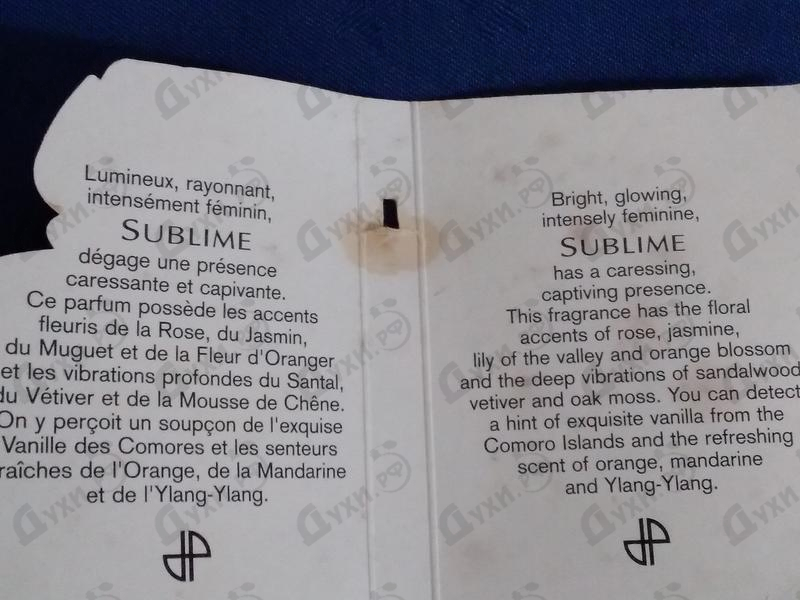 Lumineux, rayonnant,
intensément féminin,
SUBLIME
dégage une présence
caressante et capivante.
Ce parfum possède les accents
fleuris de la Rose, du Jasmin,
du Muguet et de la Fleur d'Oranger
et les vibrations profondes du Santal,
du Vétiver et de la Mousse de Chêne.
On y perçoit un soupçon de l'exquise
Vanille des Comores et les senteurs
raîches de l'Orange, de la Mandarine
et de l'Ylang-Ylang.
JP
Bright, glowing,
intensely feminine,
SUBLIME
has a caressing,
captiving presence.
This fragrance has the floral
accents of rose, jasmine,
lily of the valley and orange blossom
and the deep vibrations of sandalwood
vetiver and oak moss. You can detect
a hint of exquisite vanilla from the
Comoro Islands and the refreshing
scent of orange, mandarine
and Ylang-Ylang.
JP
Духи.рф